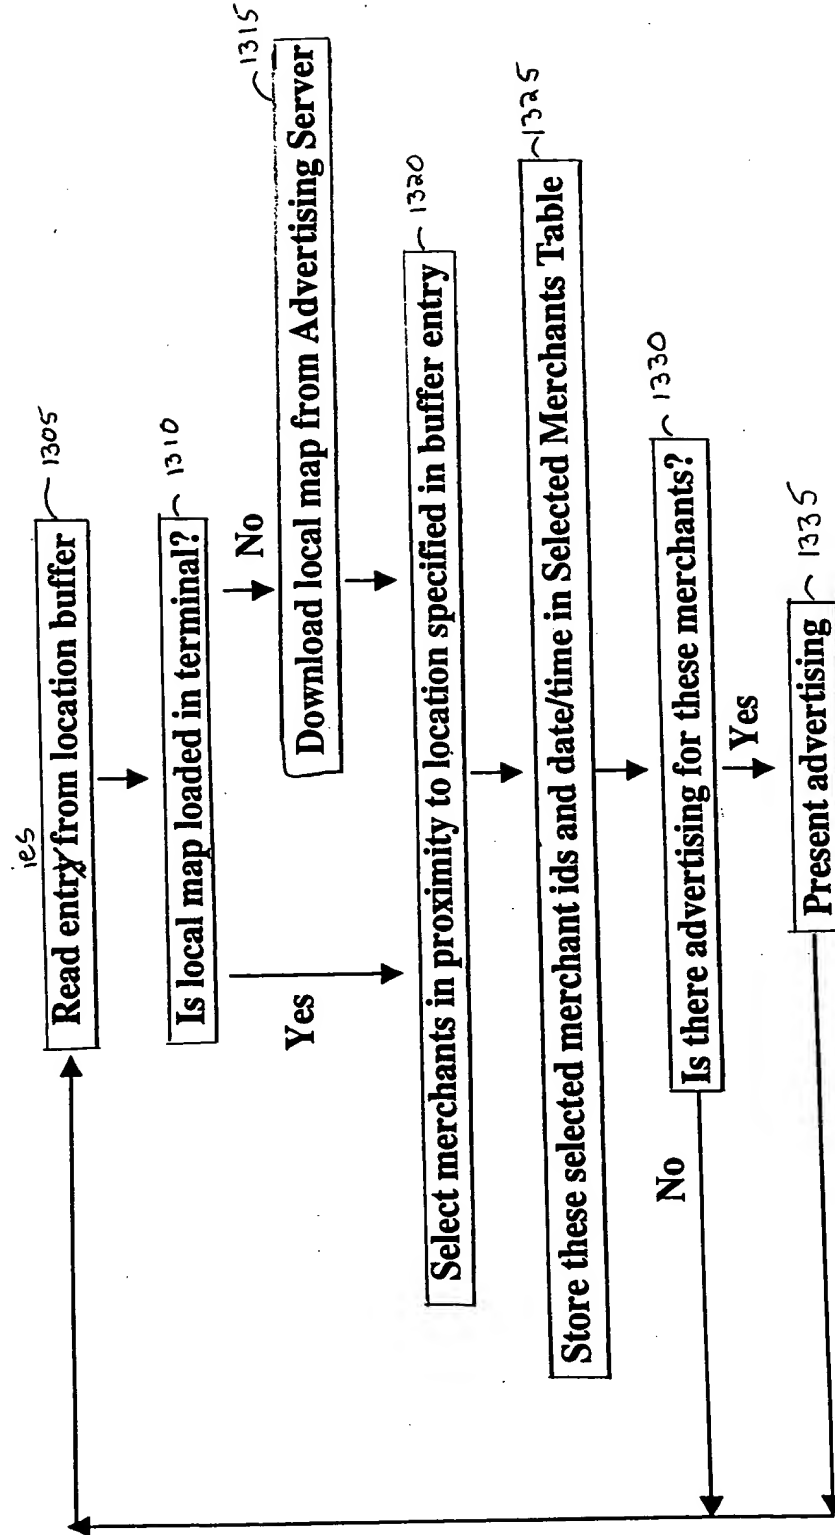 ies
Read entry from location buffer
1305
Is local map loaded in terminal?
1310
No
Download local map from Advertising Server
1315
Yes
Select merchants in proximity to location specified in buffer entry
1320
Store these selected merchant ids and date/time in Selected Merchants Table
1325
Is there advertising for these merchants?
1330
No
Yes
Present advertising
1335